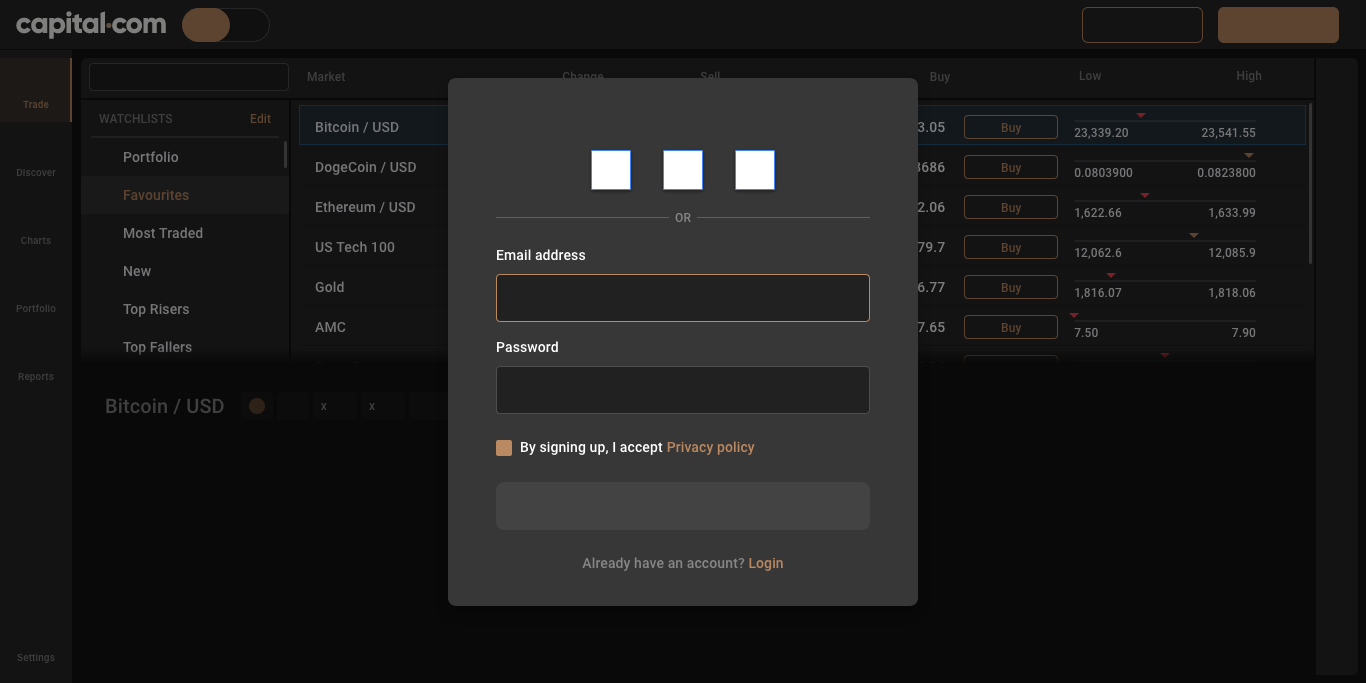 capital.com
Trade
Discover
Charts
Portfolio
Reports
Settings
Market Change Sell Buy Low High
WATCHLISTS Edit
Portfolio
Favourites
Most Traded
New
Top Risers
Top Fallers
Bitcoin / USD 3.05 Buy 23,339.20 23,541.55
DogeCoin / USD 8686 Buy 0.0803900 0.0823800
Ethereum / USD 2.06 Buy 1,622.66 1,633.99
US Tech 100 79.7 Buy 12,062.6 12,085.9
Gold 6.77 Buy 1,816.07 1,818.06
AMC 7.65 Buy 7.50 7.90
Bitcoin / USD x x
OR
Email address
Password
By signing up, I accept Privacy policy
Already have an account? Login